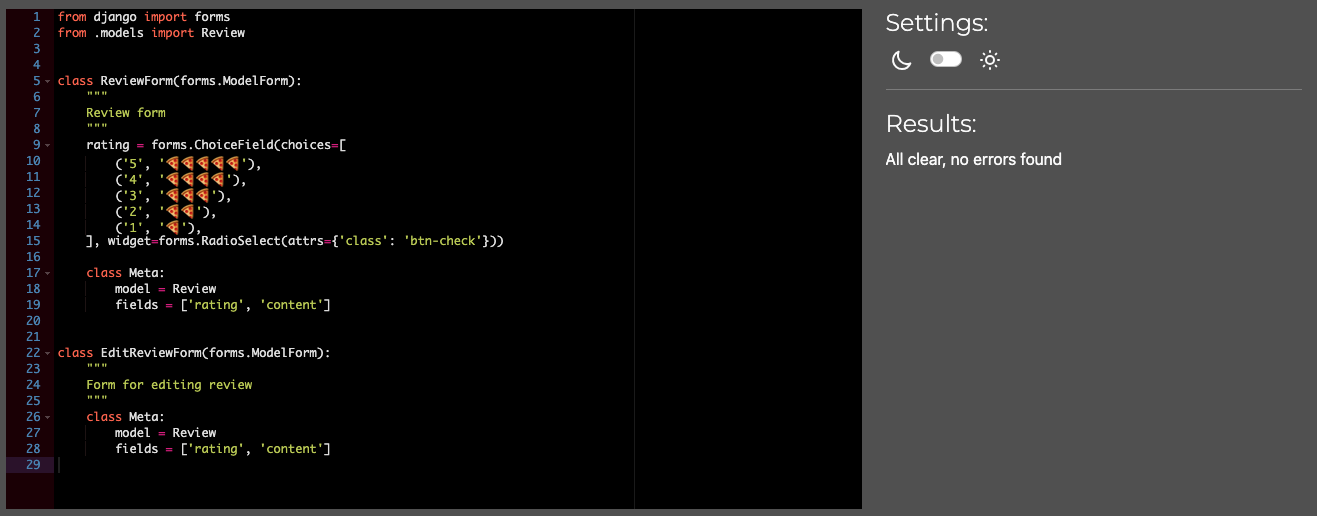 1 from django import forms
2 from .models import Review
3
4
5 class ReviewForm(forms.ModelForm):
6     """
7     Review form
8     """
9     rating = forms.ChoiceField(choices=[
10         ('5', '🍕🍕🍕🍕🍕'),
11         ('4', '🍕🍕🍕🍕'),
12         ('3', '🍕🍕🍕'),
13         ('2', '🍕🍕'),
14         ('1', '🍕'),
15     ], widget=forms.RadioSelect(attrs={'class': 'btn-check'}))
16
17     class Meta:
18         model = Review
19         fields = ['rating', 'content']
20
21
22 class EditReviewForm(forms.ModelForm):
23     """
24     Form for editing review
25     """
26     class Meta:
27         model = Review
28         fields = ['rating', 'content']
29
Settings:
Results:
All clear, no errors found